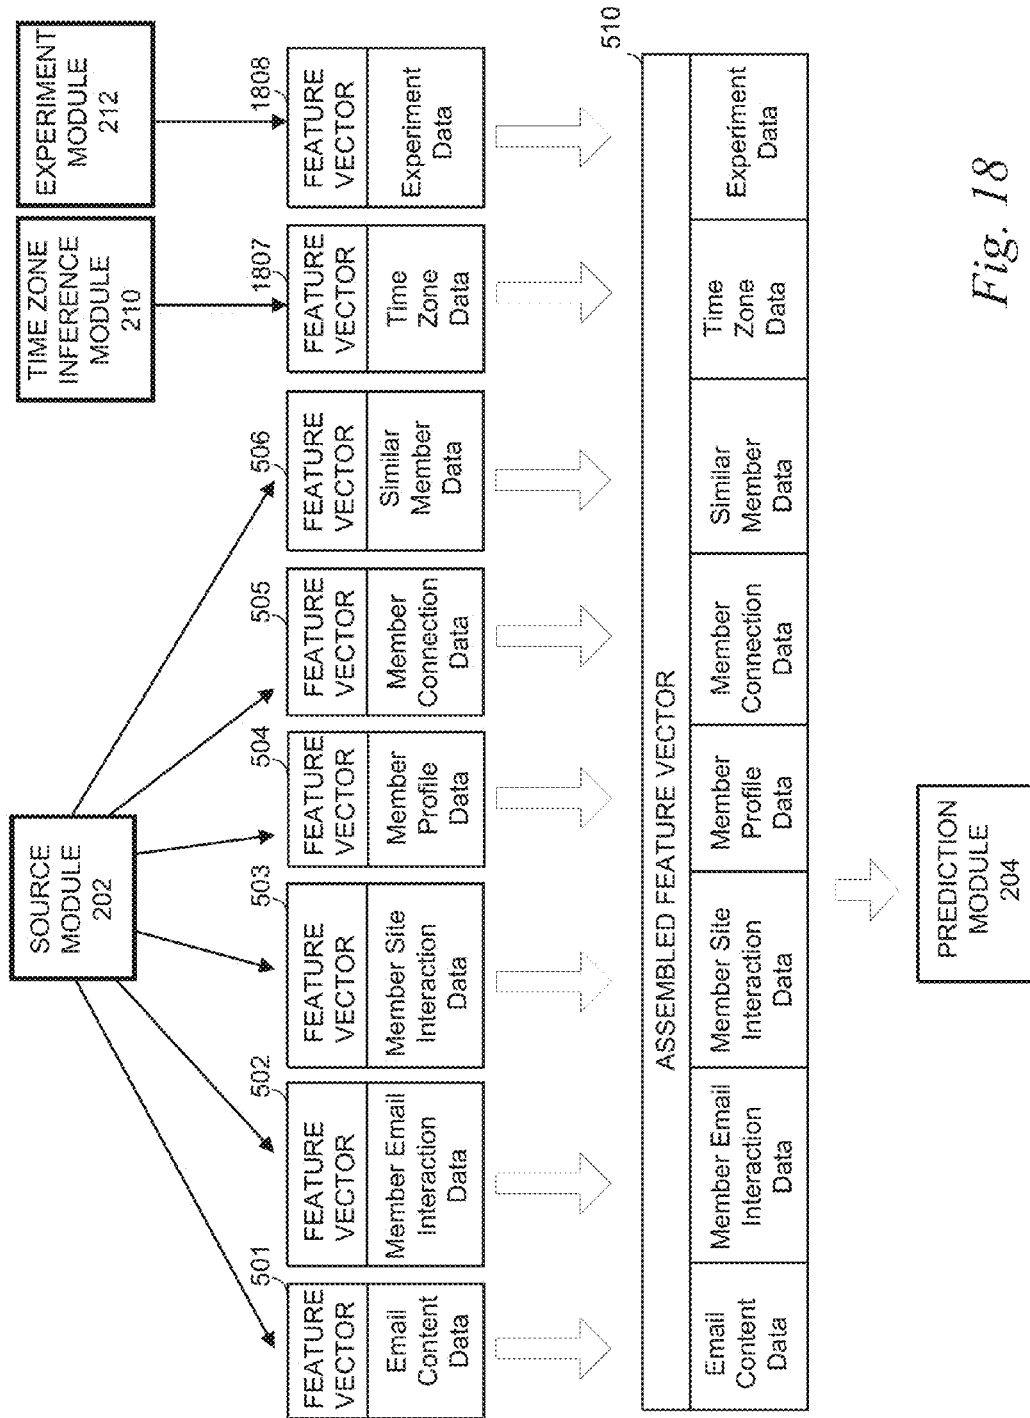 SOURCE
MODULE
202
TIME ZONE
INFERENCE
MODULE
210
EXPERIMENT
MODULE
212
501
FEATURE
VECTOR
Email
Content
Data
502
FEATURE
VECTOR
Member Email
Interaction
Data
503
FEATURE
VECTOR
Member Site
Interaction
Data
504
FEATURE
VECTOR
Member
Profile
Data
505
FEATURE
VECTOR
Member
Connection
Data
506
FEATURE
VECTOR
Similar
Member
Data
1807
FEATURE
VECTOR
Time
Zone
Data
1808
FEATURE
VECTOR
Experiment
Data
510
ASSEMBLED FEATURE VECTOR
Email
Content
Data
Member Email
Interaction
Data
Member Site
Interaction
Data
Member
Profile
Data
Member
Connection
Data
Similar
Member
Data
Time
Zone
Data
Experiment
Data
PREDICTION
MODULE
204
Fig. 18